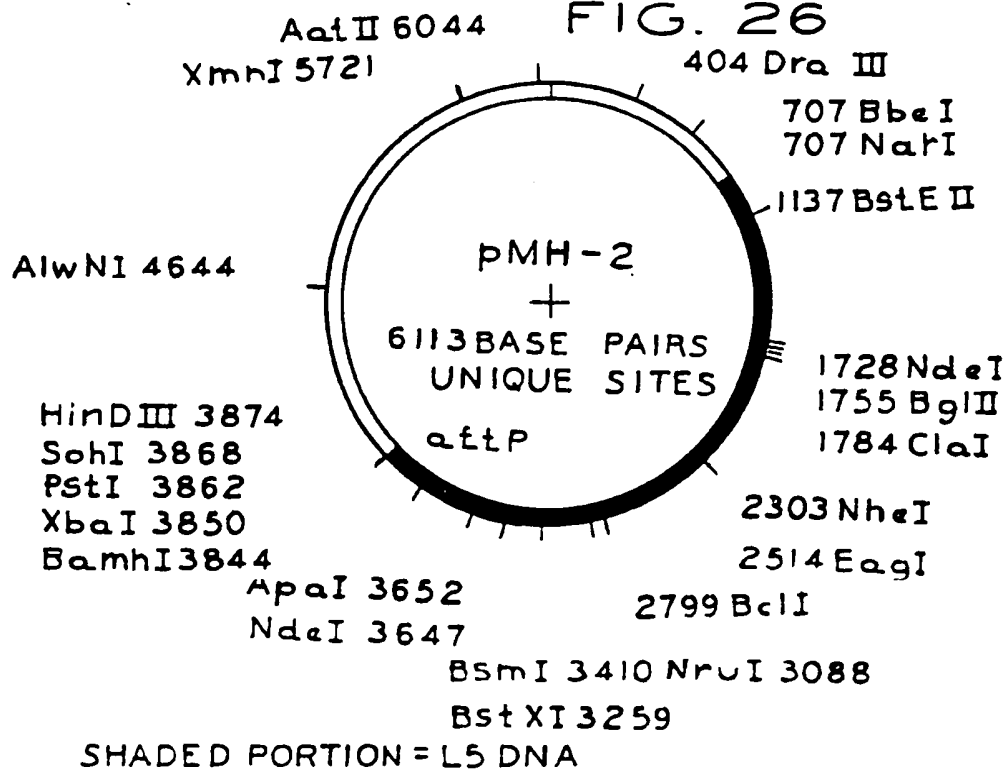 FIG. 26
AatII 6044
XmnI 5721
404 Dra III
707 BbeI
707 NarI
1137 BstEII
AlwNI 4644
pMH-2
6113 BASE PAIRS
UNIQUE SITES
attP
1728 NdeI
1755 BglII
1784 ClaI
HinDIII 3874
SphI 3868
PstI 3862
XbaI 3850
BamhI 3844
2303 NheI
2514 EagI
2799 BclI
ApaI 3652
NdeI 3647
BsmI 3410 NruI 3088
BstXI 3259
SHADED PORTION = L5 DNA